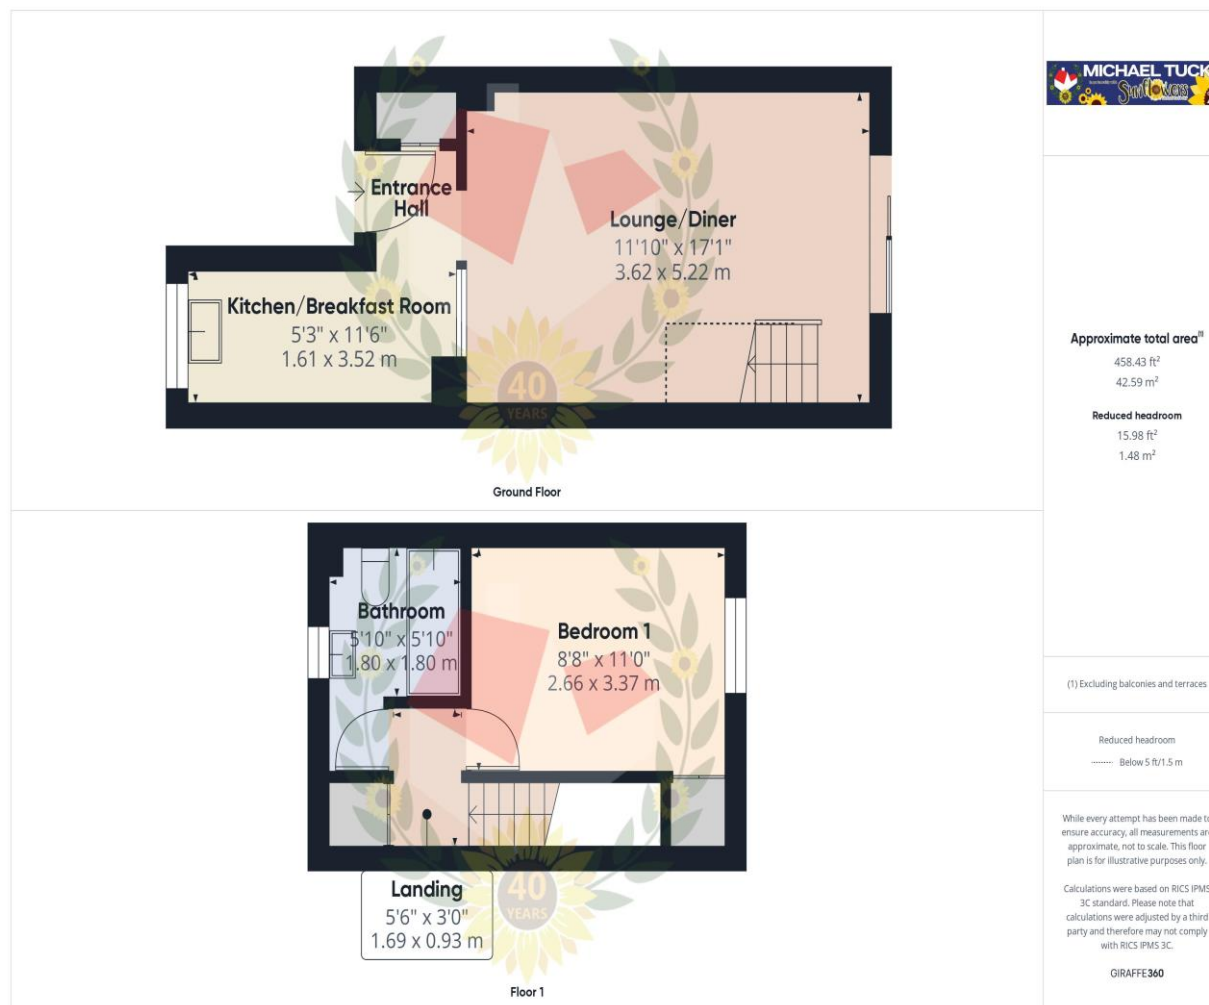 MICHAEL TUCK
Sunflowers
Entrance
Hall
Lounge/Diner
11'10" x 17'1"
3.62 x 5.22 m
Kitchen/Breakfast Room
5'3" x 11'6"
1.61 x 3.52 m
40
YEARS
Ground Floor
Approximate total area(1)
458.43 ft²
42.59 m²
Reduced headroom
15.98 ft²
1.48 m²
Bathroom
5'10" x 5'10"
1.80 x 1.80 m
Bedroom 1
8'8" x 11'0"
2.66 x 3.37 m
Landing
5'6" x 3'0"
1.69 x 0.93 m
40
YEARS
Floor 1
(1) Excluding balconies and terraces
Reduced headroom
Below 5 ft/1.5 m
While every attempt has been made to
ensure accuracy, all measurements are
approximate, not to scale. This floor
plan is for illustrative purposes only.
Calculations were based on RICS IPMS
3C standard. Please note that
calculations were adjusted by a third
party and therefore may not comply
with RICS IPMS 3C.
GIRAFFE360